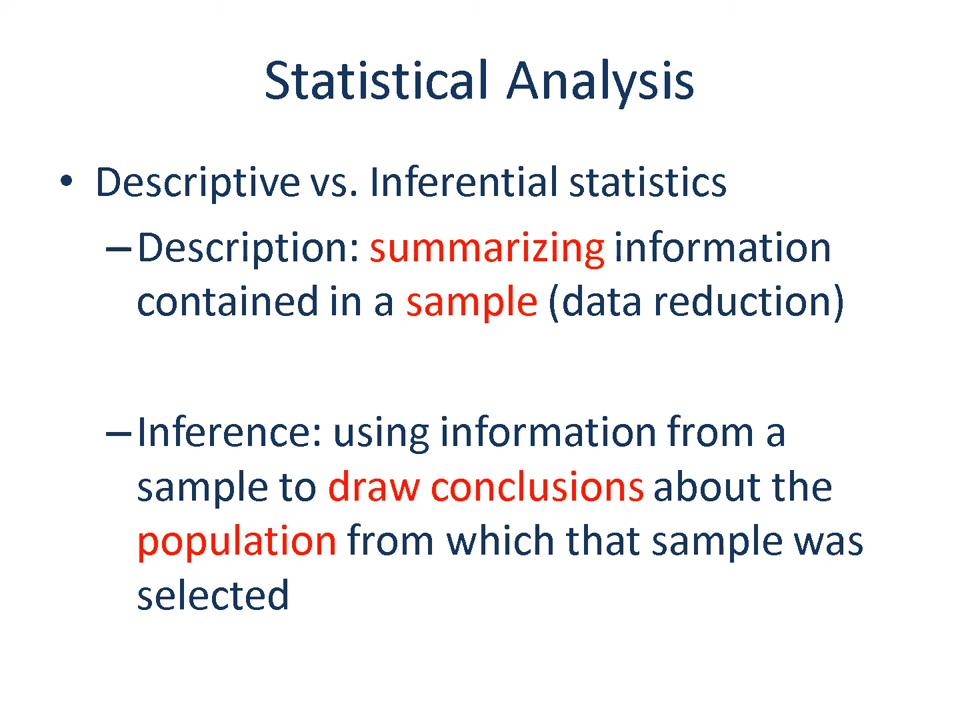 Statistical Analysis
• Descriptive vs. Inferential statistics
–Description: summarizing information
contained in a sample (data reduction)
–Inference: using information from a
sample to draw conclusions about the
population from which that sample was
selected